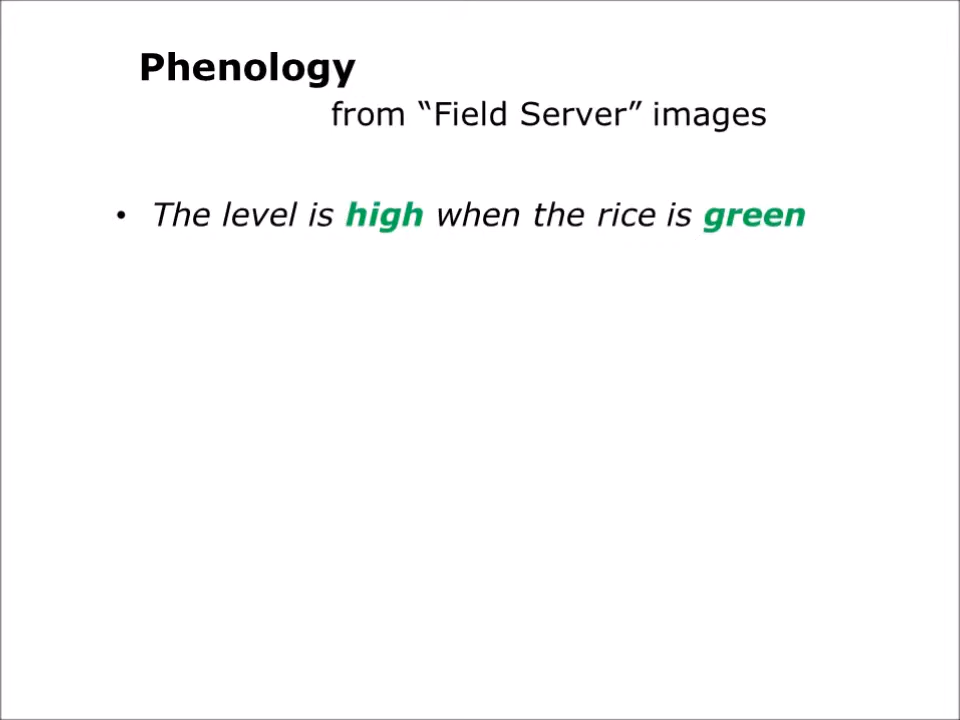 Phenology
from “Field Server” images
• The level is high when the rice is green